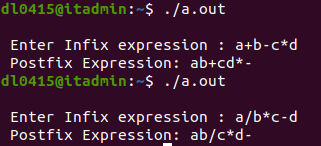 dl0415@itadmin:~$ ./a.out
Enter Infix expression : a+b-c*d
Postfix Expression: ab+cd*-
dl0415@itadmin:~$ ./a.out
Enter Infix expression : a/b*c-d
Postfix Expression: ab/c*d-